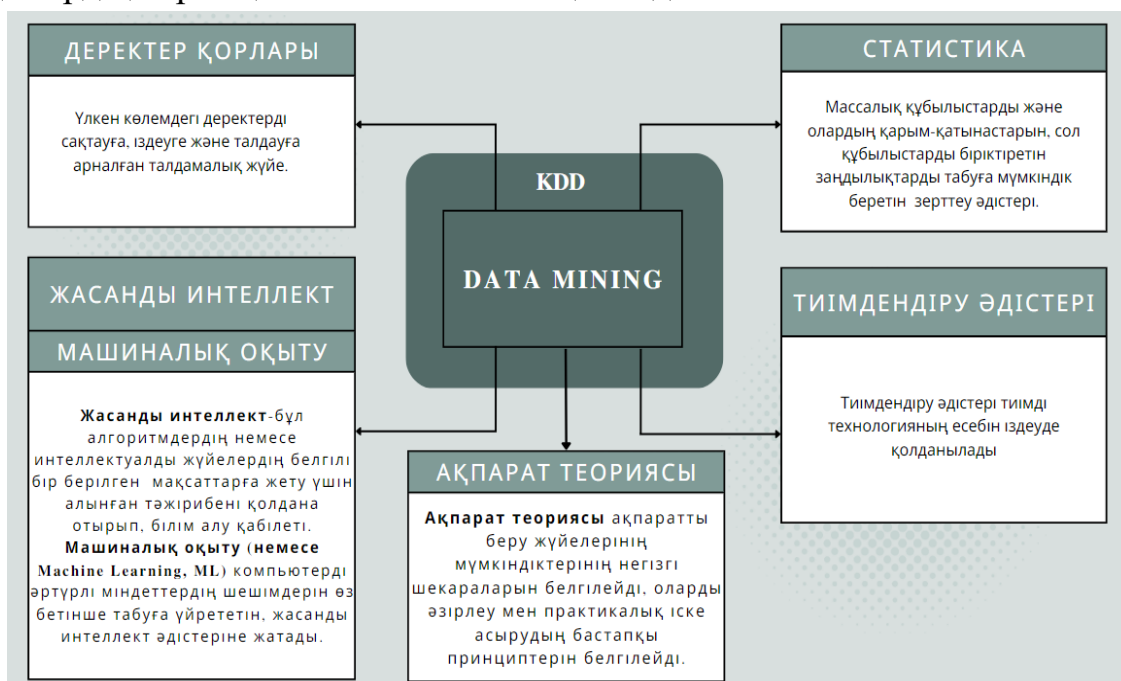 ДЕРЕКТЕР ҚОРЛАРЫ
Үлкен көлемдегі деректерді
сақтауға, іздеуге және талдауға
арналған талдамалық жүйе.
ЖАСАНДЫ ИНТЕЛЛЕКТ
МАШИНАЛЫҚ ОҚЫТУ
Жасанды интеллект-бұл
алгоритмдердің немесе
интеллектуалды жүйелердің белгілі
бір берілген мақсаттарға жету үшін
алынған тәжірибені қолдана
отырып, білім алу қабілеті.
Машиналық оқыту (немесе
Machine Learning, ML) компьютерді
әртүрлі міндеттердің шешімдерін өз
бетінше табуға үйрететін, жасанды
интеллект әдістеріне жатады.
KDD
DATA MINING
АҚПАРАТ ТЕОРИЯСЫ
Ақпарат теориясы ақпаратты
беру жүйелерінің
мүмкіндіктерінің негізгі
шекараларын белгілейді, оларды
әзірлеу мен практикалық іске
асырудың бастапқы
принциптерін белгілейді.
СТАТИСТИКА
Массалық құбылыстарды және
олардың қарым-қатынастарын, сол
құбылыстарды біріктіретін
заңдылықтарды табуға мүмкіндік
беретін зерттеу әдістері.
ТИІМДЕНДІРУ ӘДІСТЕРІ
Тиімдендіру әдістері тиімді
технологияның есебін іздеуде
қолданылады